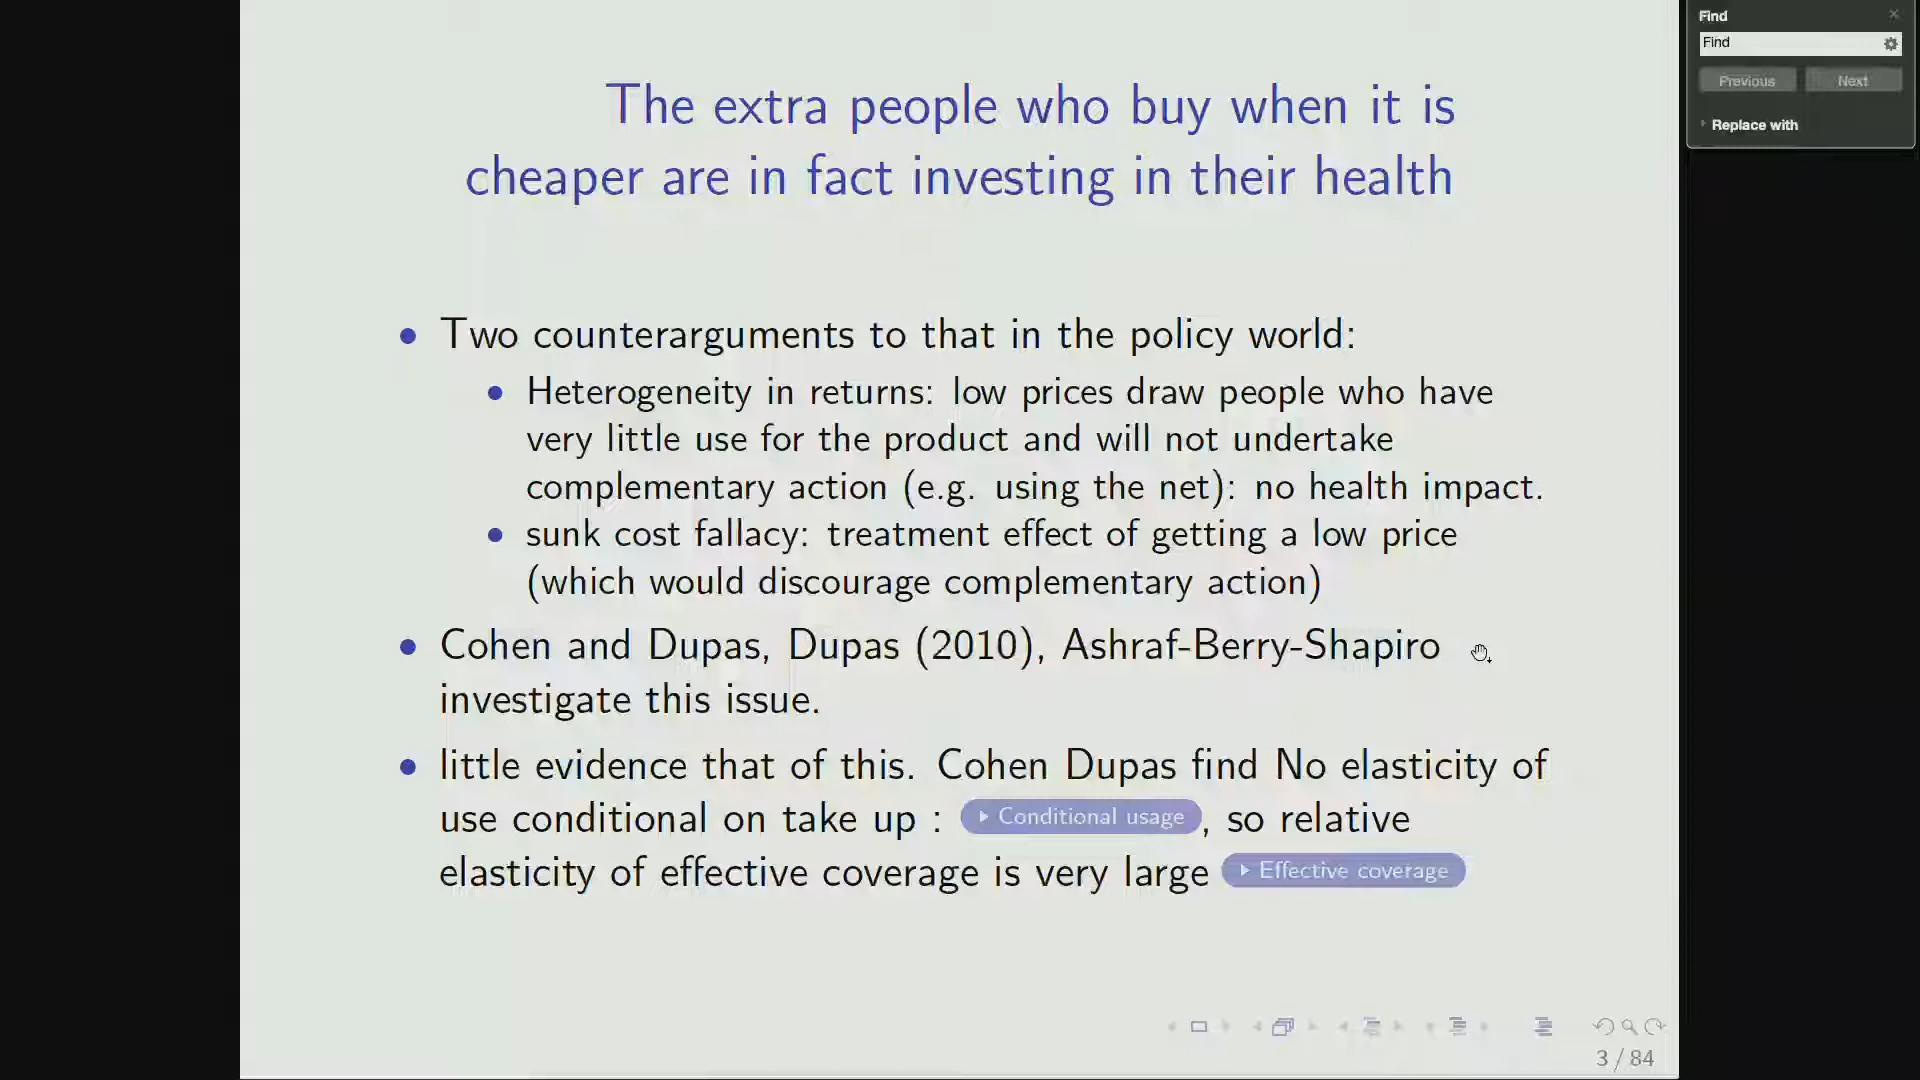 The extra people who buy when it is
cheaper are in fact investing in their health
Two counterarguments to that in the policy world:
Heterogeneity in returns: low prices draw people who have
very little use for the product and will not undertake
complementary action (e.g. using the net): no health impact.
sunk cost fallacy: treatment effect of getting a low price
(which would discourage complementary action)
Cohen and Dupas, Dupas (2010), Ashraf-Berry-Shapiro
investigate this issue.
little evidence that of this. Cohen Dupas find No elasticity of
use conditional on take up : Conditional usage, so relative
elasticity of effective coverage is very large Effective coverage
3 / 84
Find
Find
Previous Next
Replace with